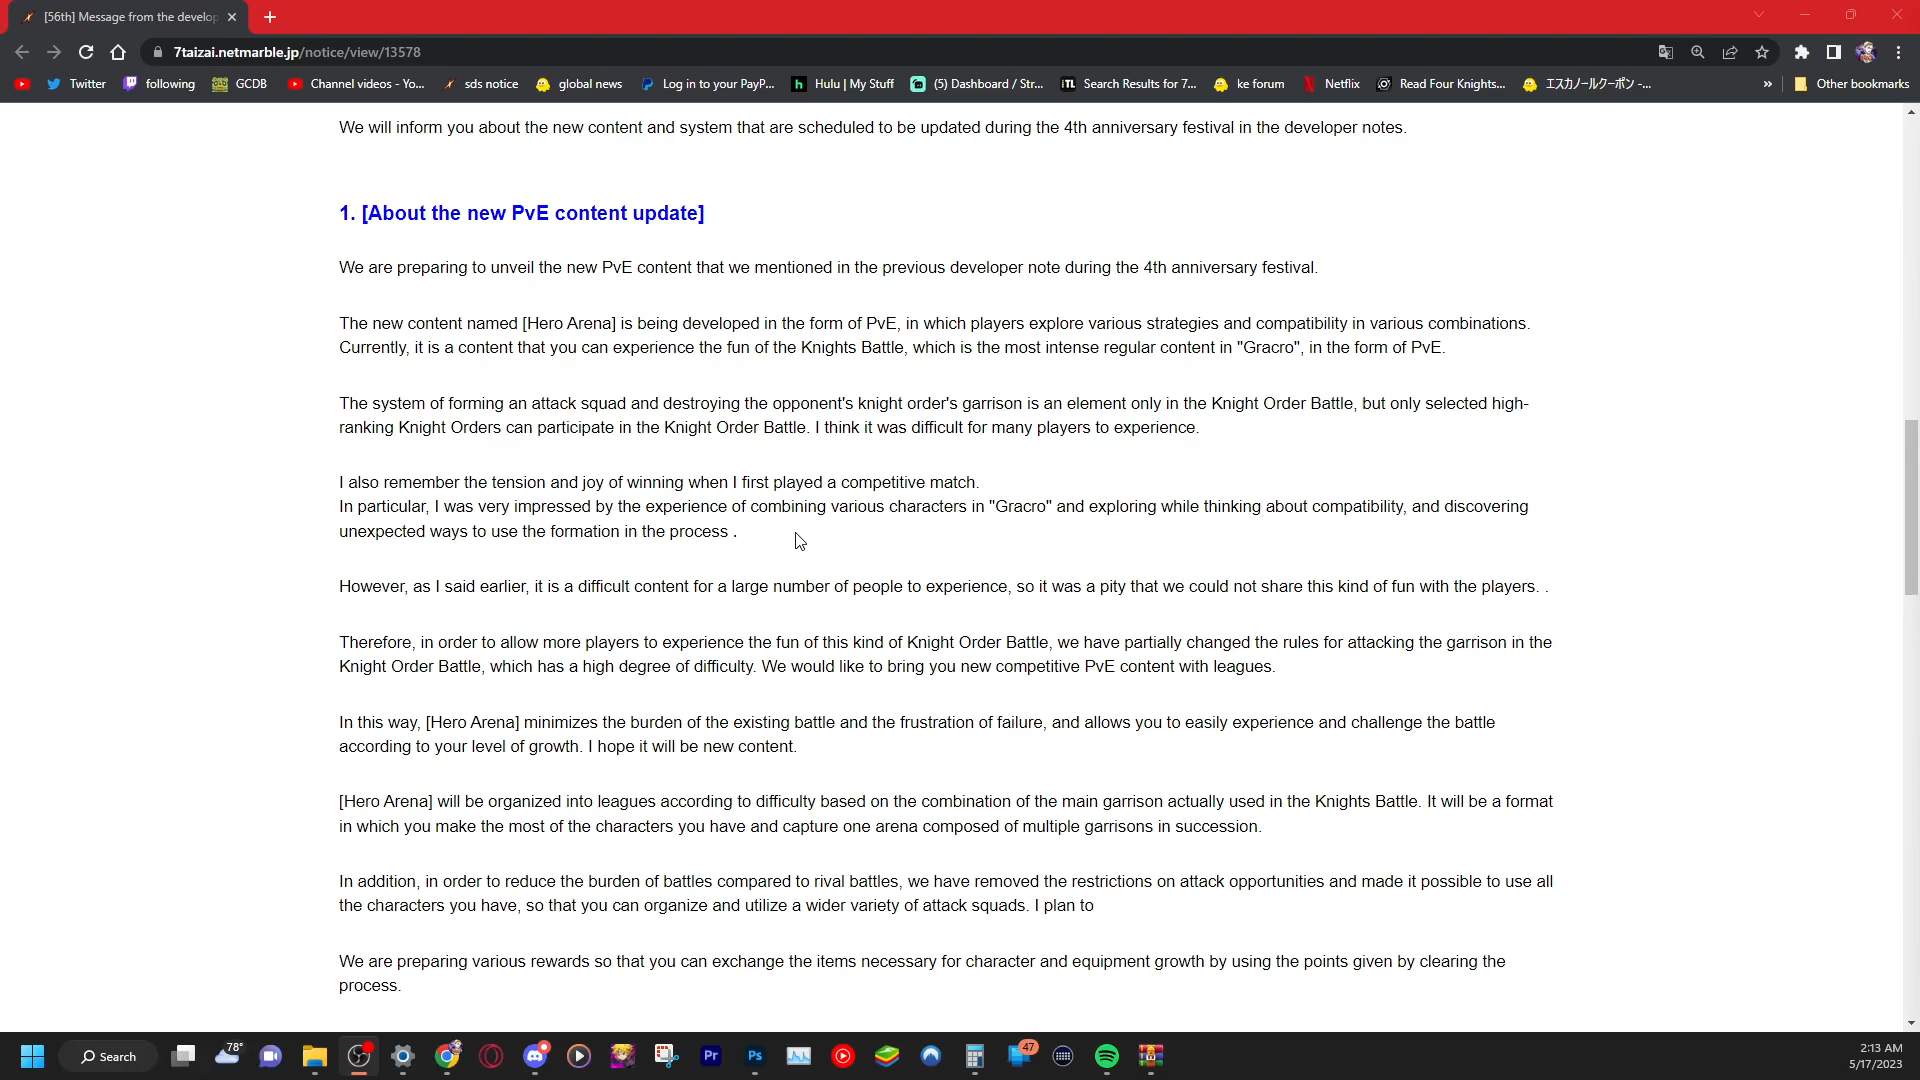 [56th] Message from the develop
7taizai.netmarble.jp/notice/view/13578
Twitter
following
GCDB
Channel videos - Yo...
sds notice
global news
Log in to your PayP...
Hulu | My Stuff
(5) Dashboard / Str...
Search Results for 7...
ke forum
Netflix
Read Four Knights...
エスカノールクーポン -...
»
Other bookmarks
We will inform you about the new content and system that are scheduled to be updated during the 4th anniversary festival in the developer notes.
1. [About the new PvE content update]
We are preparing to unveil the new PvE content that we mentioned in the previous developer note during the 4th anniversary festival.
The new content named [Hero Arena] is being developed in the form of PvE, in which players explore various strategies and compatibility in various combinations.
Currently, it is a content that you can experience the fun of the Knights Battle, which is the most intense regular content in "Gracro", in the form of PvE.
The system of forming an attack squad and destroying the opponent's knight order's garrison is an element only in the Knight Order Battle, but only selected high-
ranking Knight Orders can participate in the Knight Order Battle. I think it was difficult for many players to experience.
I also remember the tension and joy of winning when I first played a competitive match.
In particular, I was very impressed by the experience of combining various characters in "Gracro" and exploring while thinking about compatibility, and discovering
unexpected ways to use the formation in the process .
However, as I said earlier, it is a difficult content for a large number of people to experience, so it was a pity that we could not share this kind of fun with the players. .
Therefore, in order to allow more players to experience the fun of this kind of Knight Order Battle, we have partially changed the rules for attacking the garrison in the
Knight Order Battle, which has a high degree of difficulty. We would like to bring you new competitive PvE content with leagues.
In this way, [Hero Arena] minimizes the burden of the existing battle and the frustration of failure, and allows you to easily experience and challenge the battle
according to your level of growth. I hope it will be new content.
[Hero Arena] will be organized into leagues according to difficulty based on the combination of the main garrison actually used in the Knights Battle. It will be a format
in which you make the most of the characters you have and capture one arena composed of multiple garrisons in succession.
In addition, in order to reduce the burden of battles compared to rival battles, we have removed the restrictions on attack opportunities and made it possible to use all
the characters you have, so that you can organize and utilize a wider variety of attack squads. I plan to
We are preparing various rewards so that you can exchange the items necessary for character and equipment growth by using the points given by clearing the
process.
Search
78°
Pr
Ps
47
2:13 AM
5/17/2023